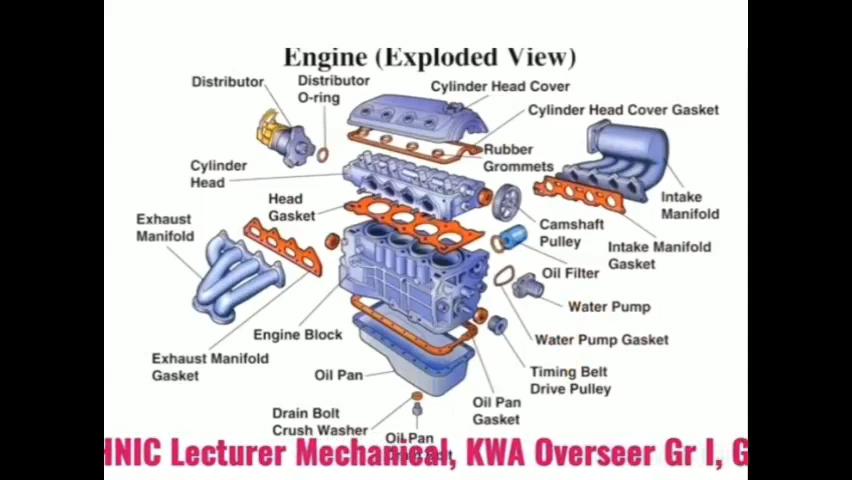 Engine (Exploded View)
Distributor
Distributor
O-ring
Cylinder Head Cover
Cylinder Head Cover Gasket
Rubber
Grommets
Cylinder
Head
Head
Gasket
Intake
Manifold
Exhaust
Manifold
Camshaft
Pulley
Intake Manifold
Gasket
Oil Filter
Water Pump
Engine Block
Water Pump Gasket
Exhaust Manifold
Gasket
Oil Pan
Timing Belt
Drive Pulley
Oil Pan
Gasket
Drain Bolt
Crush Washer
Oil Pan
HNIC Lecturer Mechanical, KWA Overseer Gr I, G